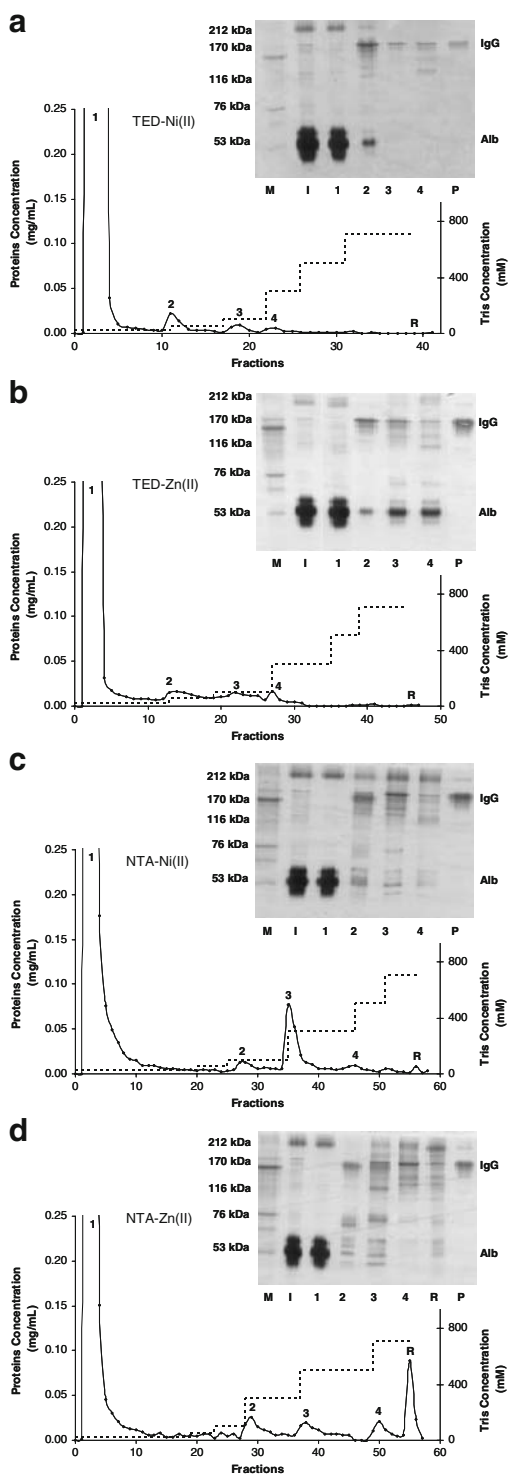 a
212 kDa
170 kDa
116 kDa
76 kDa
53 kDa
IgG
Alb
M I 1 2 3 4 P
TED-Ni(II)
Proteins Concentration
(mg/mL)
0.25
0.20
0.15
0.10
0.05
0.00
1
2
3
4
R
0 10 20 30 40
Fractions
800
400
0
Tris Concentration
(mM)
b
212 kDa
170 kDa
116 kDa
76 kDa
53 kDa
IgG
Alb
M I 1 2 3 4 P
TED-Zn(II)
Proteins Concentration
(mg/mL)
0.25
0.20
0.15
0.10
0.05
0.00
1
2
3
4
R
0 10 20 30 40 50
Fractions
800
400
0
Tris Concentration
(mM)
c
212 kDa
170 kDa
116 kDa
76 kDa
53 kDa
IgG
Alb
M I 1 2 3 4 P
NTA-Ni(II)
Proteins Concentration
(mg/mL)
0.25
0.20
0.15
0.10
0.05
0.00
1
2
3
4
R
0 10 20 30 40 50 60
Fractions
800
400
0
Tris Concentration
(mM)
d
212 kDa
170 kDa
116 kDa
76 kDa
53 kDa
IgG
Alb
M I 1 2 3 4 R P
NTA-Zn(II)
Proteins Concentration
(mg/mL)
0.25
0.20
0.15
0.10
0.05
0.00
1
2
3
4
R
0 10 20 30 40 50 60
Fractions
800
400
0
Tris Concentration
(mM)